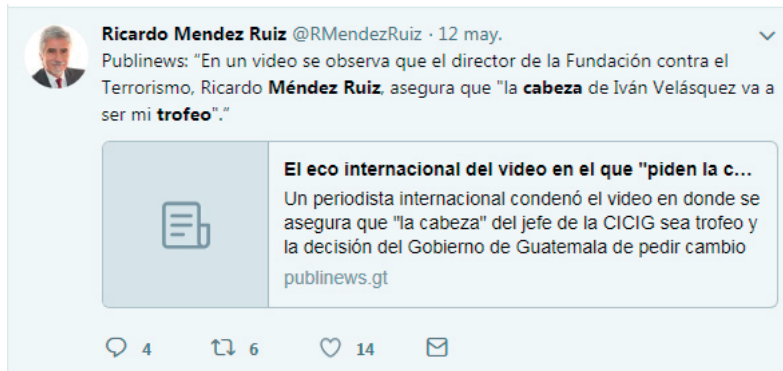 Ricardo Mendez Ruiz @RMendezRuiz · 12 may.
Publinews: “En un video se observa que el director de la Fundación contra el
Terrorismo, Ricardo Méndez Ruiz, asegura que "la cabeza de Iván Velásquez va a
ser mi trofeo".”
El eco internacional del video en el que "piden la c...
Un periodista internacional condenó el video en donde se
asegura que "la cabeza" del jefe de la CICIG sea trofeo y
la decisión del Gobierno de Guatemala de pedir cambio
publinews.gt
4 6 14